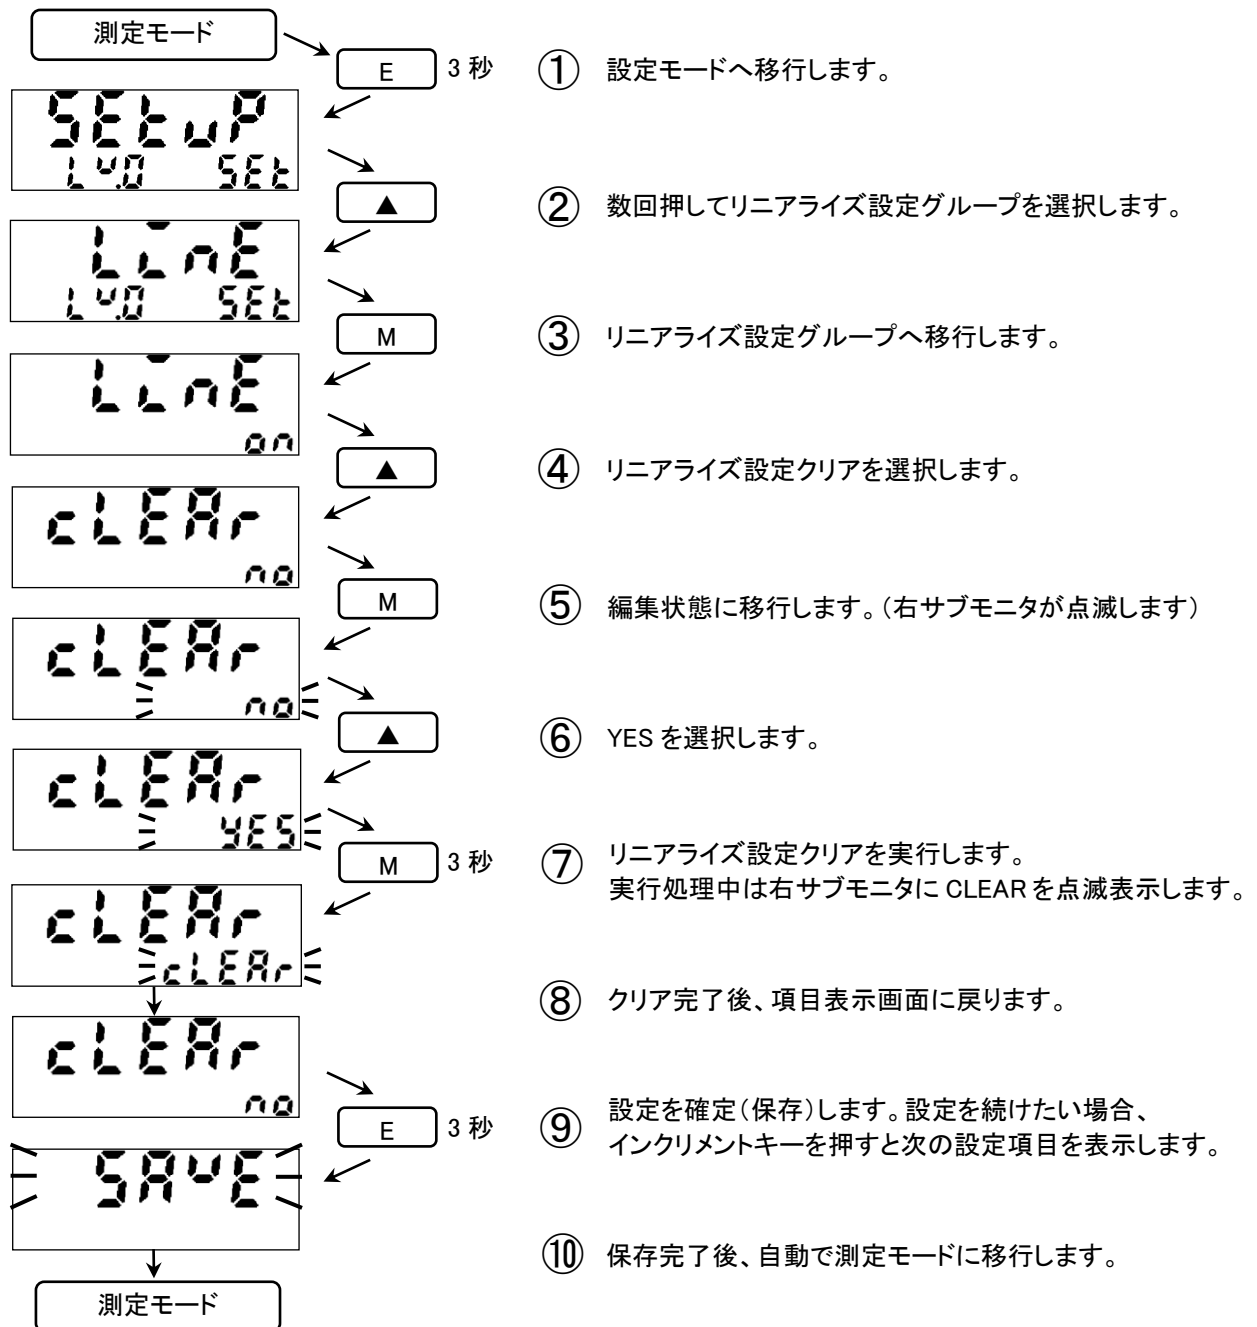 測定モード
E 3 秒 ① 設定モードへ移行します。
SEtuP
Lv.0 SEt
▲ ② 数回押してリニアライズ設定グループを選択します。
LinE
Lv.0 SEt
M ③ リニアライズ設定グループへ移行します。
LinE
on
▲ ④ リニアライズ設定クリアを選択します。
cLEAr
no
M ⑤ 編集状態に移行します。（右サブモニタが点滅します）
cLEAr
no
▲ ⑥ YES を選択します。
cLEAr
YES
M 3 秒 ⑦ リニアライズ設定クリアを実行します。
実行処理中は右サブモニタに CLEAR を点滅表示します。
cLEAr
cLEAr
⑧ クリア完了後、項目表示画面に戻ります。
cLEAr
no
E 3 秒 ⑨ 設定を確定（保存）します。設定を続けたい場合、
インクリメントキーを押すと次の設定項目を表示します。
SAvE
⑩ 保存完了後、自動で測定モードに移行します。
測定モード